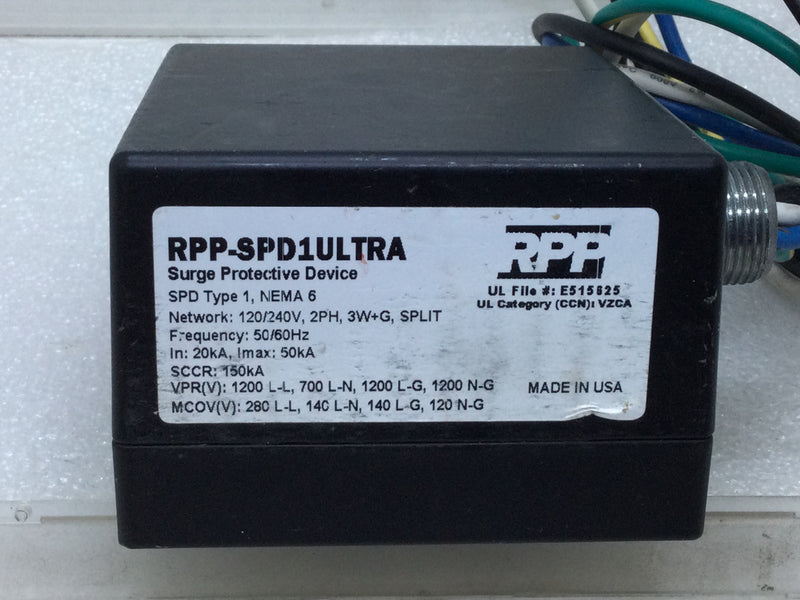 RPP-SPD1ULTRA
Surge Protective Device
SPD Type 1, NEMA 6
Network: 120/240V, 2PH, 3W+G, SPLIT
Frequency: 50/60Hz
In: 20kA, Imax: 50kA
SCCR: 150kA
VPR(V): 1200 L-L, 700 L-N, 1200 L-G, 1200 N-G
MCOV(V): 280 L-L, 140 L-N, 140 L-G, 120 N-G
RPP
UL File #: E515625
UL Category (CCN): VZCA
MADE IN USA